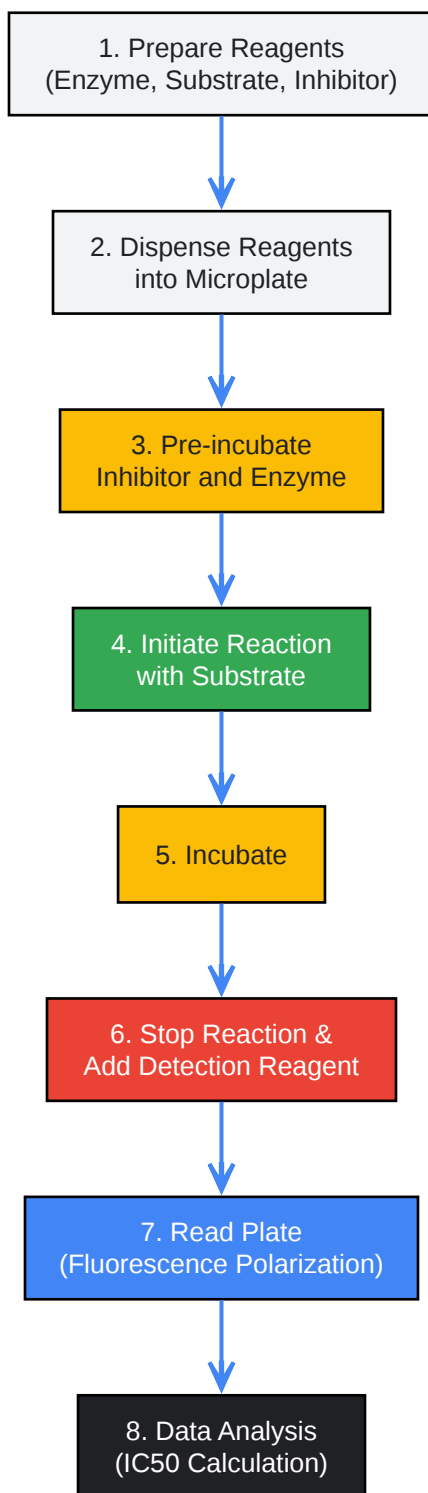 1. Prepare Reagents
(Enzyme, Substrate, Inhibitor)
2. Dispense Reagents
into Microplate
3. Pre-incubate
Inhibitor and Enzyme
4. Initiate Reaction
with Substrate
5. Incubate
6. Stop Reaction &
Add Detection Reagent
7. Read Plate
(Fluorescence Polarization)
8. Data Analysis
(IC50 Calculation)